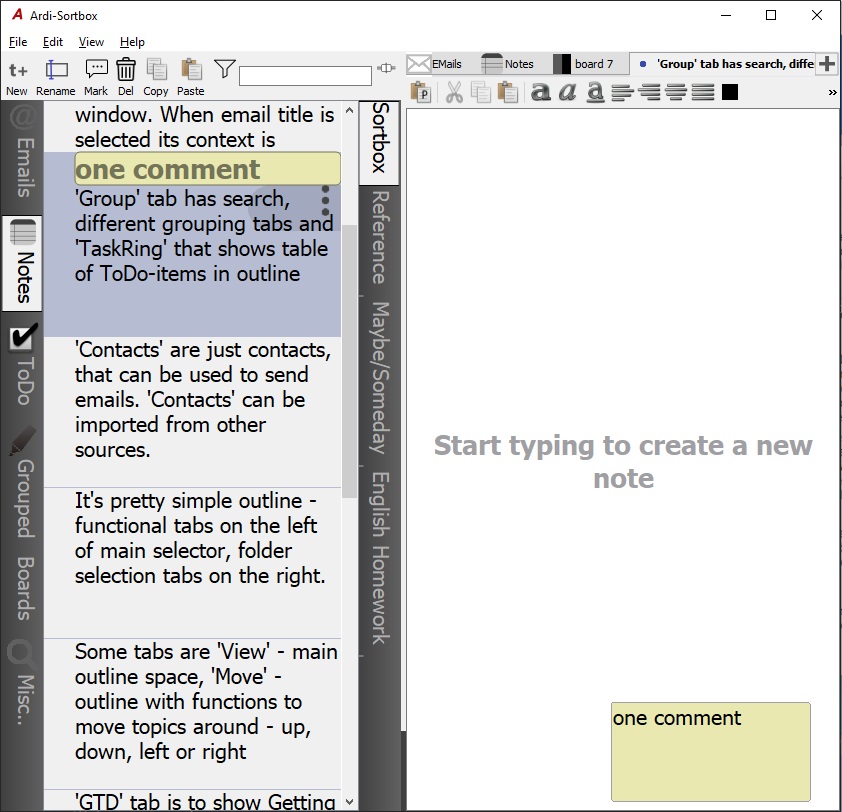 Ardi-Sortbox
File Edit View Help
t+
New Rename Mark Del Copy Paste
EMails Notes board 7 'Group' tab has search, diffe
P a a a »
@ Emails
Notes
ToDo
Grouped
Boards
Misc..
window. When email title is
selected its context is
one comment
'Group' tab has search,
different grouping tabs and
'TaskRing' that shows table
of ToDo-items in outline
'Contacts' are just contacts,
that can be used to send
emails. 'Contacts' can be
imported from other
sources.
It's pretty simple outline -
functional tabs on the left
of main selector, folder
selection tabs on the right.
Some tabs are 'View' - main
outline space, 'Move' -
outline with functions to
move topics around - up,
down, left or right
'GTD' tab is to show Getting
Sortbox
Reference
Maybe/Someday
English Homework
Start typing to create a new
note
one comment